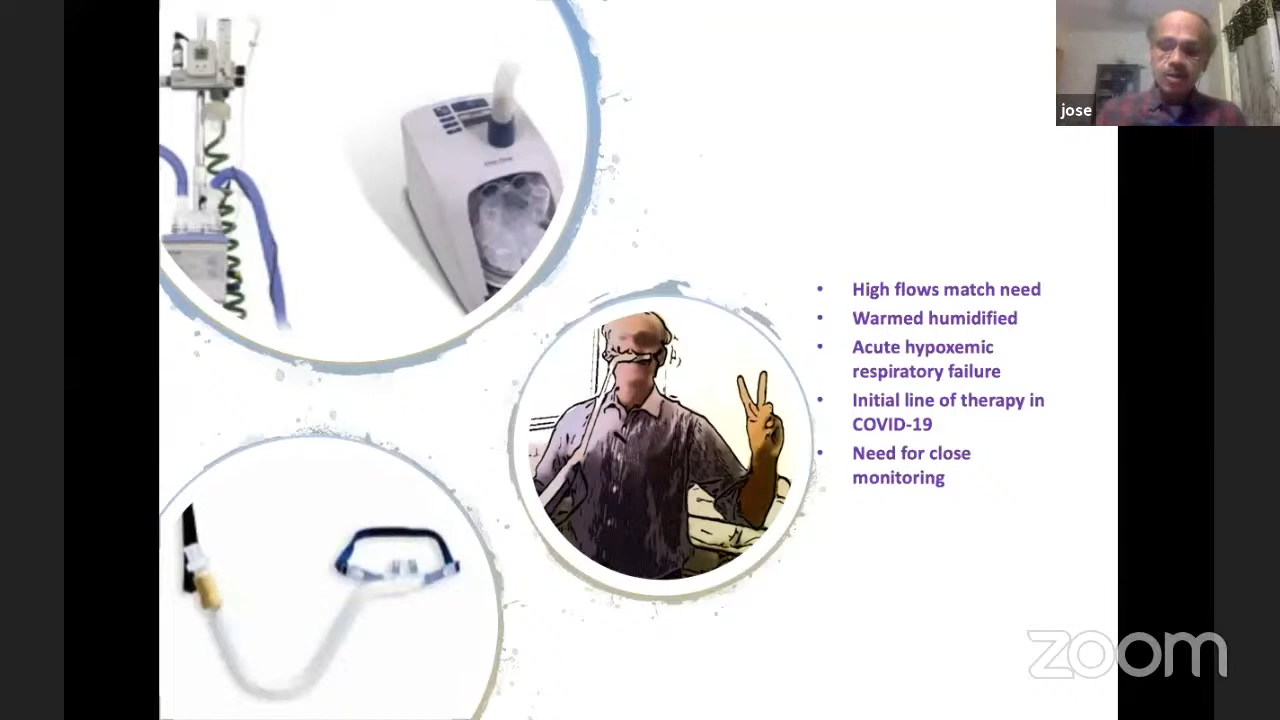 jose
• High flows match need
• Warmed humidified
• Acute hypoxemic
respiratory failure
• Initial line of therapy in
COVID-19
• Need for close
monitoring
zoom